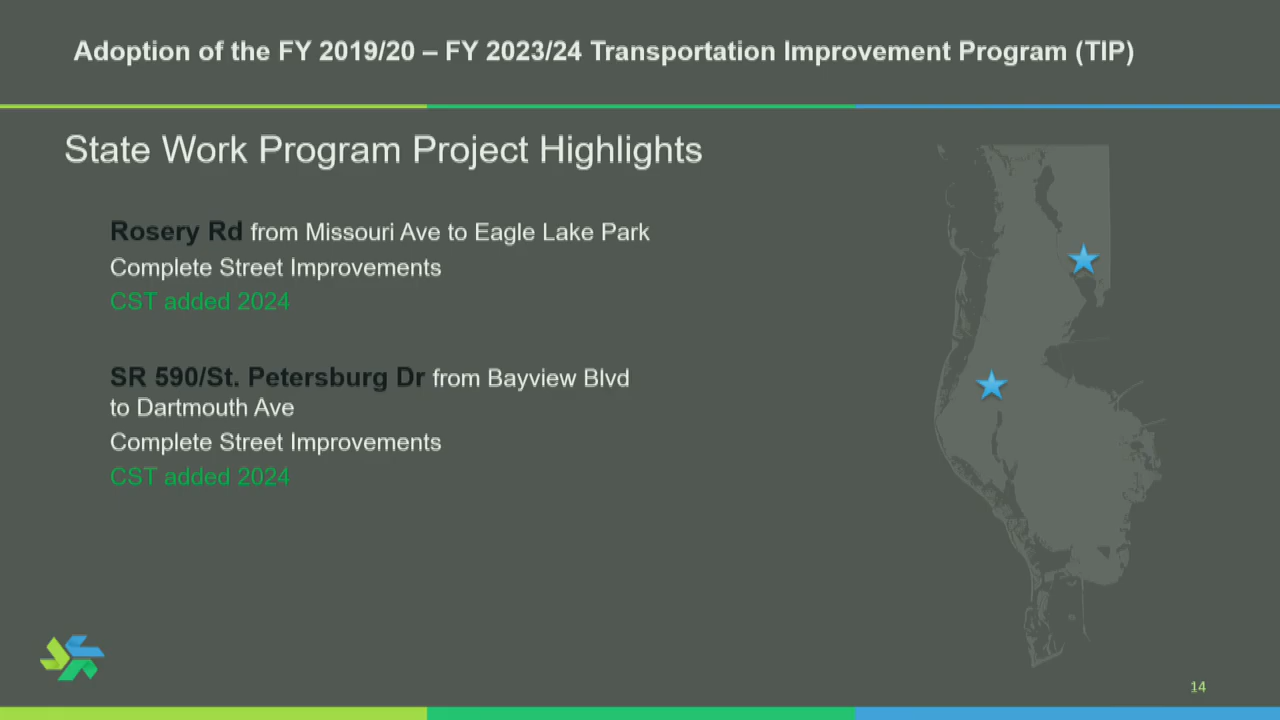 Adoption of the FY 2019/20 – FY 2023/24 Transportation Improvement Program (TIP)
State Work Program Project Highlights
Rosery Rd from Missouri Ave to Eagle Lake Park
Complete Street Improvements
CST added 2024
SR 590/St. Petersburg Dr from Bayview Blvd
to Dartmouth Ave
Complete Street Improvements
CST added 2024
14